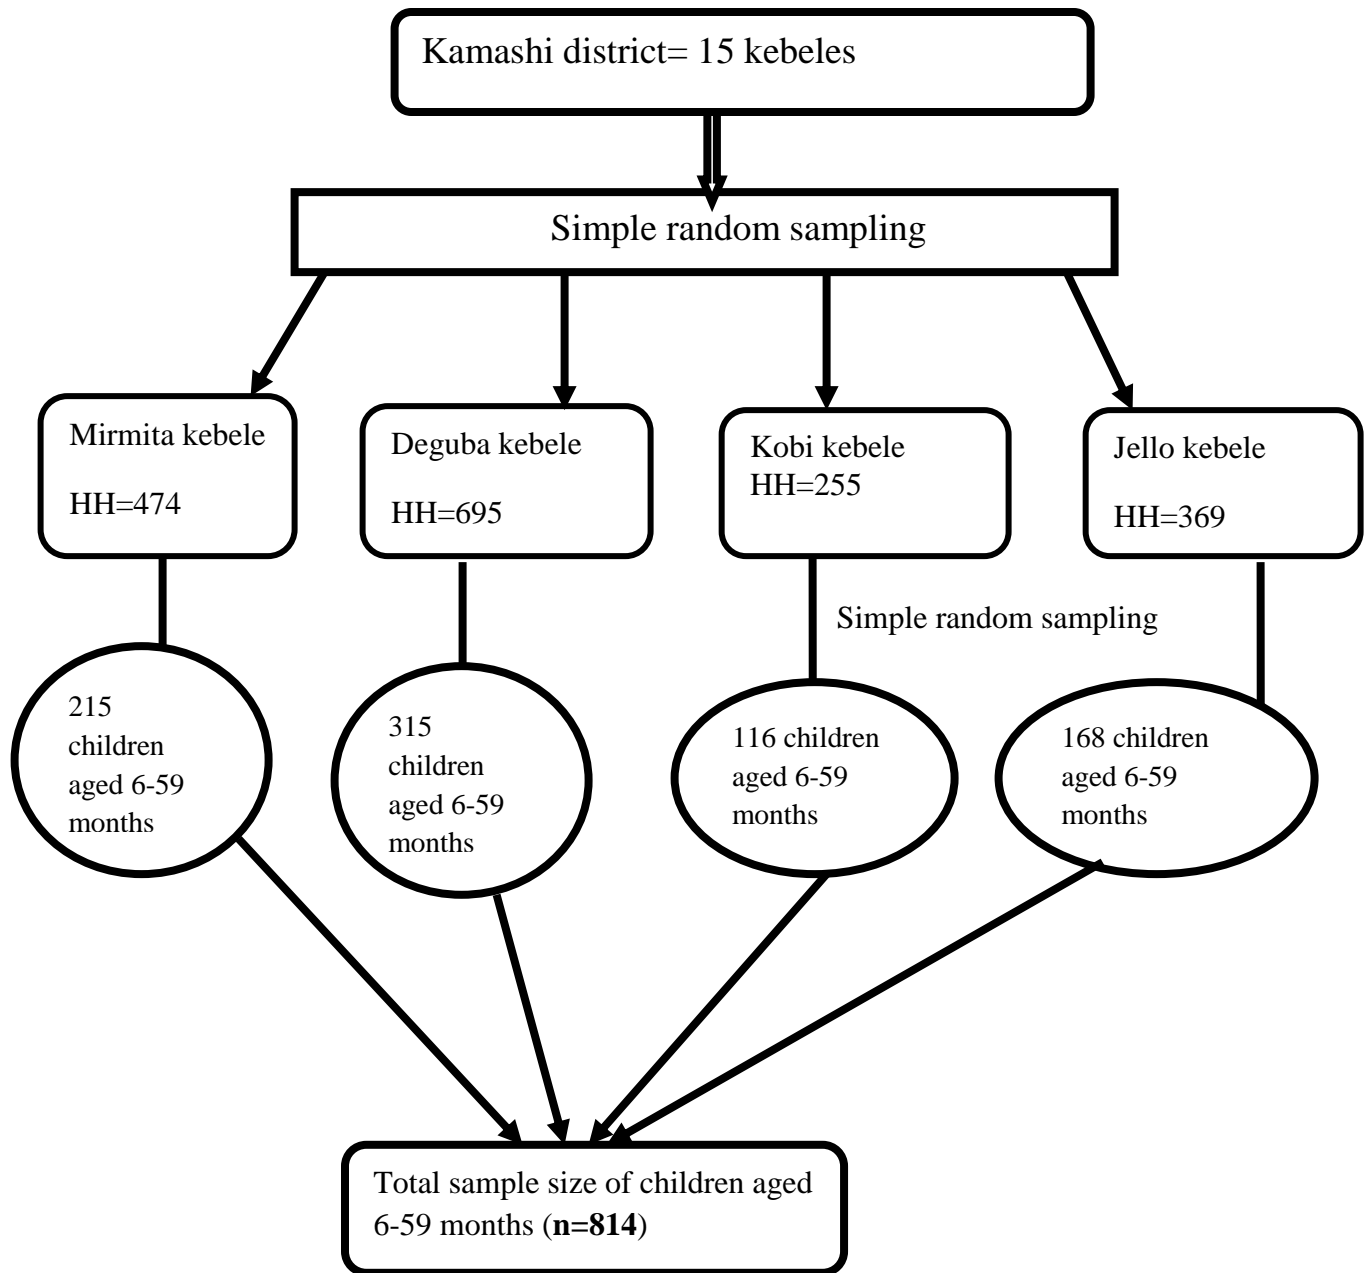 Kamashi district= 15 kebeles
Simple random sampling
Mirmita kebele
HH=474
Deguba kebele
HH=695
Kobi kebele
HH=255
Jello kebele
HH=369
Simple random sampling
215
children
aged 6-59
months
315
children
aged 6-59
months
116 children
aged 6-59
months
168 children
aged 6-59
months
Total sample size of children aged
6-59 months (n=814)